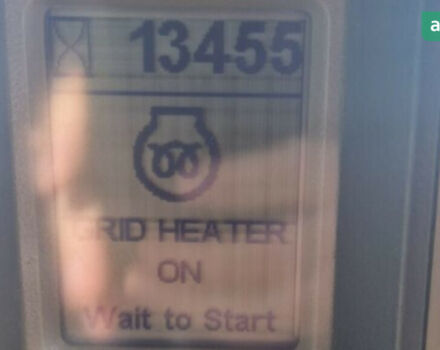 13455
GRID HEATER
ON
Wait to Start
a